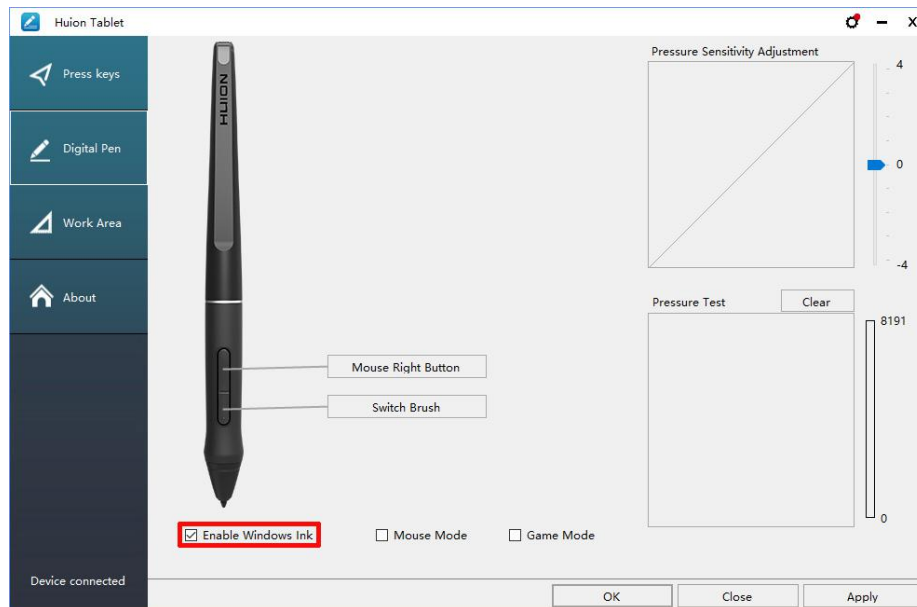 Huion Tablet
Press keys
Digital Pen
Work Area
About
Device connected
HUION
Mouse Right Button
Switch Brush
Enable Windows Ink
Mouse Mode
Game Mode
Pressure Sensitivity Adjustment
4
0
-4
Pressure Test
Clear
8191
0
OK
Close
Apply